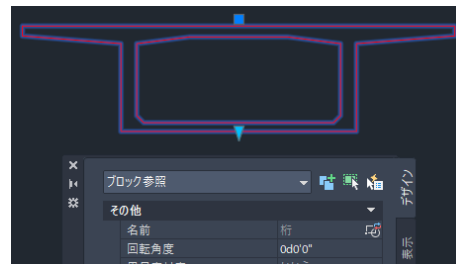 ブロック参照
その他
名前 桁
回転角度 0d0'0"
デザイン
表示